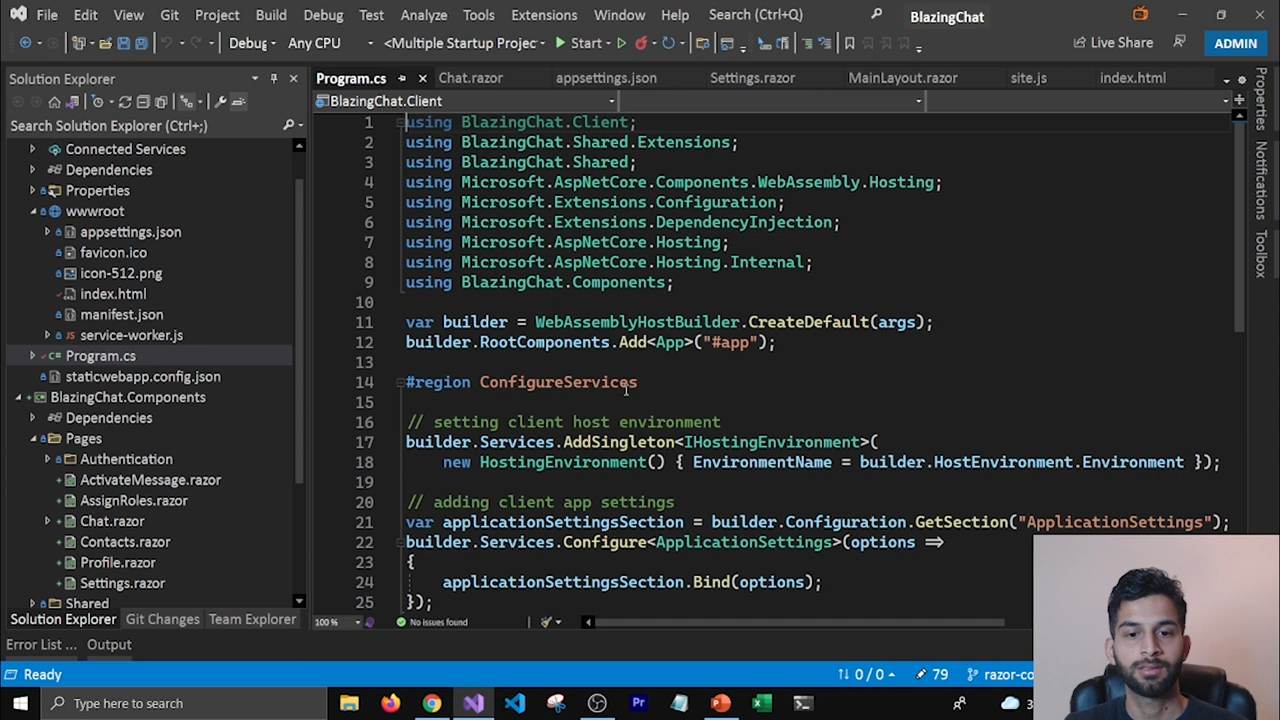 File Edit View Git Project Build Debug Test Analyze Tools Extensions Window Help Search (Ctrl+Q) BlazingChat
Debug Any CPU <Multiple Startup Projec Start Live Share ADMIN
Solution Explorer
Search Solution Explorer (Ctrl+;)
Connected Services
Dependencies
Properties
wwwroot
appsettings.json
favicon.ico
icon-512.png
index.html
manifest.json
service-worker.js
Program.cs
staticwebapp.config.json
BlazingChat.Components
Dependencies
Pages
Authentication
ActivateMessage.razor
AssignRoles.razor
Chat.razor
Contacts.razor
Profile.razor
Settings.razor
Shared
Solution Explorer Git Changes Team Explorer
Program.cs Chat.razor appsettings.json Settings.razor MainLayout.razor site.js index.html
BlazingChat.Client
1 using BlazingChat.Client;
2 using BlazingChat.Shared.Extensions;
3 using BlazingChat.Shared;
4 using Microsoft.AspNetCore.Components.WebAssembly.Hosting;
5 using Microsoft.Extensions.Configuration;
6 using Microsoft.Extensions.DependencyInjection;
7 using Microsoft.AspNetCore.Hosting;
8 using Microsoft.AspNetCore.Hosting.Internal;
9 using BlazingChat.Components;
10
11 var builder = WebAssemblyHostBuilder.CreateDefault(args);
12 builder.RootComponents.Add<App>("#app");
13
14 #region ConfigureServices
15
16 // setting client host environment
17 builder.Services.AddSingleton<IHostingEnvironment>(
18 new HostingEnvironment() { EnvironmentName = builder.HostEnvironment.Environment });
19
20 // adding client app settings
21 var applicationSettingsSection = builder.Configuration.GetSection("ApplicationSettings");
22 builder.Services.Configure<ApplicationSettings>(options =>
23 {
24 applicationSettingsSection.Bind(options);
25 });
100 % No issues found
Properties
Notifications
Toolbox
Error List ... Output
Ready 0 / 0 79 razor-co
Type here to search 3